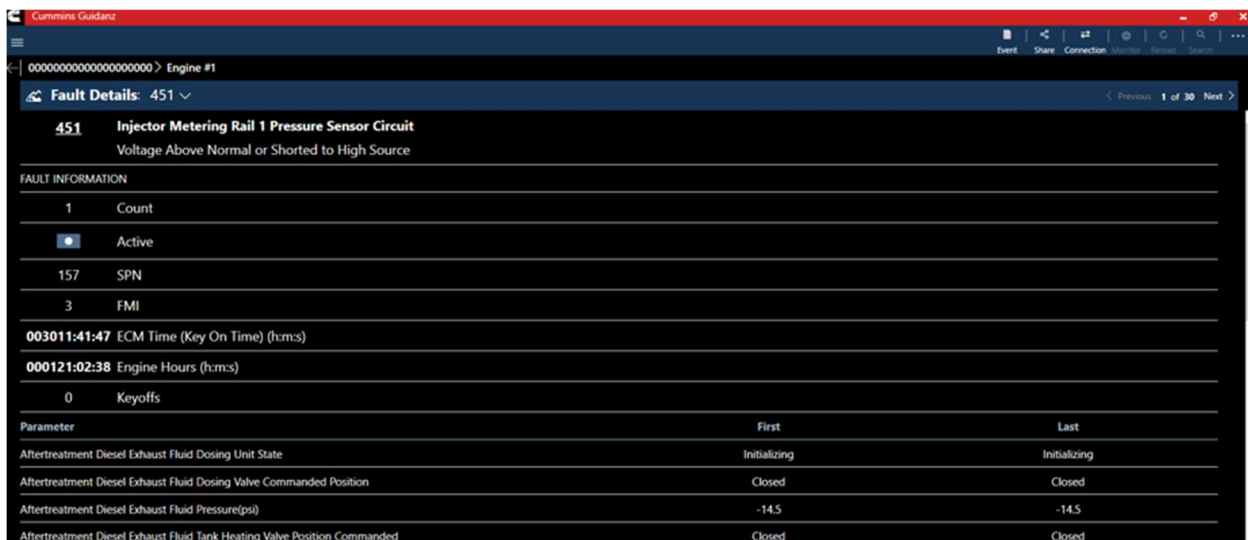 Cummins Guidanz
Event Share Connection Monitor Reload Search
00000000000000000000 > Engine #1
Fault Details: 451
< Previous 1 of 30 Next >
451 Injector Metering Rail 1 Pressure Sensor Circuit
Voltage Above Normal or Shorted to High Source
FAULT INFORMATION
1 Count
Active
157 SPN
3 FMI
003011:41:47 ECM Time (Key On Time) (h:m:s)
000121:02:38 Engine Hours (h:m:s)
0 Keyoffs
Parameter First Last
Aftertreatment Diesel Exhaust Fluid Dosing Unit State Initializing Initializing
Aftertreatment Diesel Exhaust Fluid Dosing Valve Commanded Position Closed Closed
Aftertreatment Diesel Exhaust Fluid Pressure(psi) -14.5 -14.5
Aftertreatment Diesel Exhaust Fluid Tank Heating Valve Position Commanded Closed Closed